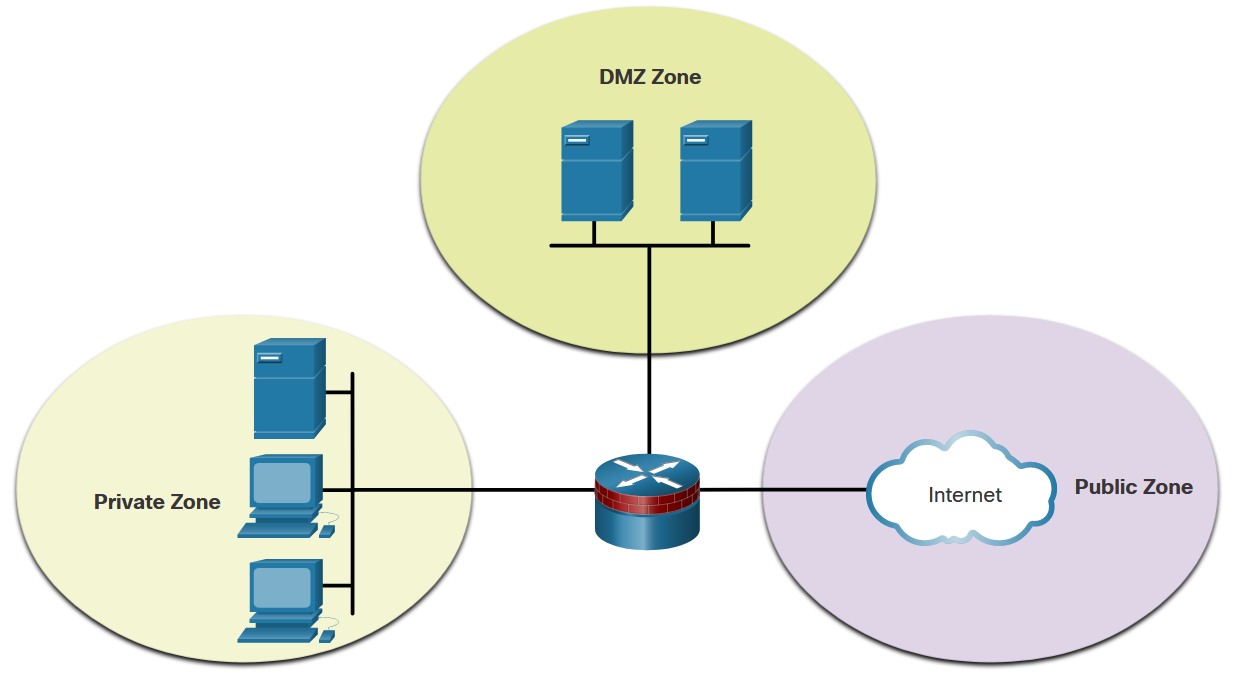 DMZ Zone
Private Zone
Internet
Public Zone